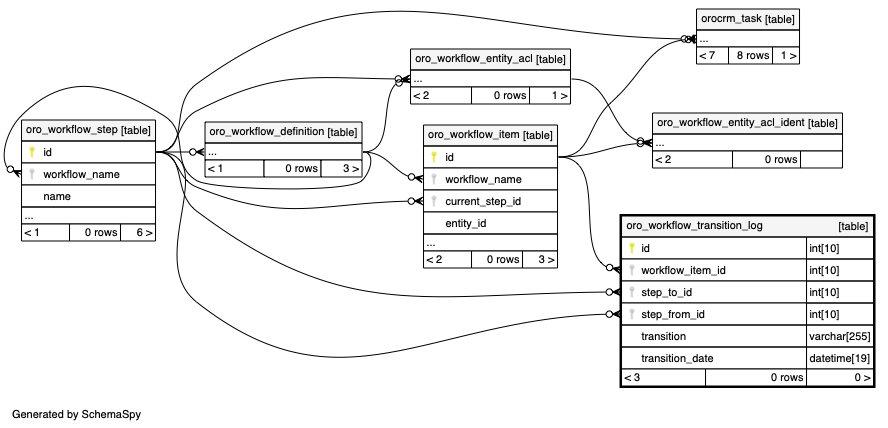 orocrm_task [table]
...
< 7 8 rows 1 >
oro_workflow_entity_acl [table]
...
< 2 0 rows 1 >
oro_workflow_entity_acl_ident [table]
...
< 2 0 rows
oro_workflow_step [table]
id
workflow_name
name
...
< 1 0 rows 6 >
oro_workflow_definition [table]
...
< 1 0 rows 3 >
oro_workflow_item [table]
id
workflow_name
current_step_id
entity_id
...
< 2 0 rows 3 >
oro_workflow_transition_log [table]
id int[10]
workflow_item_id int[10]
step_to_id int[10]
step_from_id int[10]
transition varchar[255]
transition_date datetime[19]
< 3 0 rows 0 >
Generated by SchemaSpy